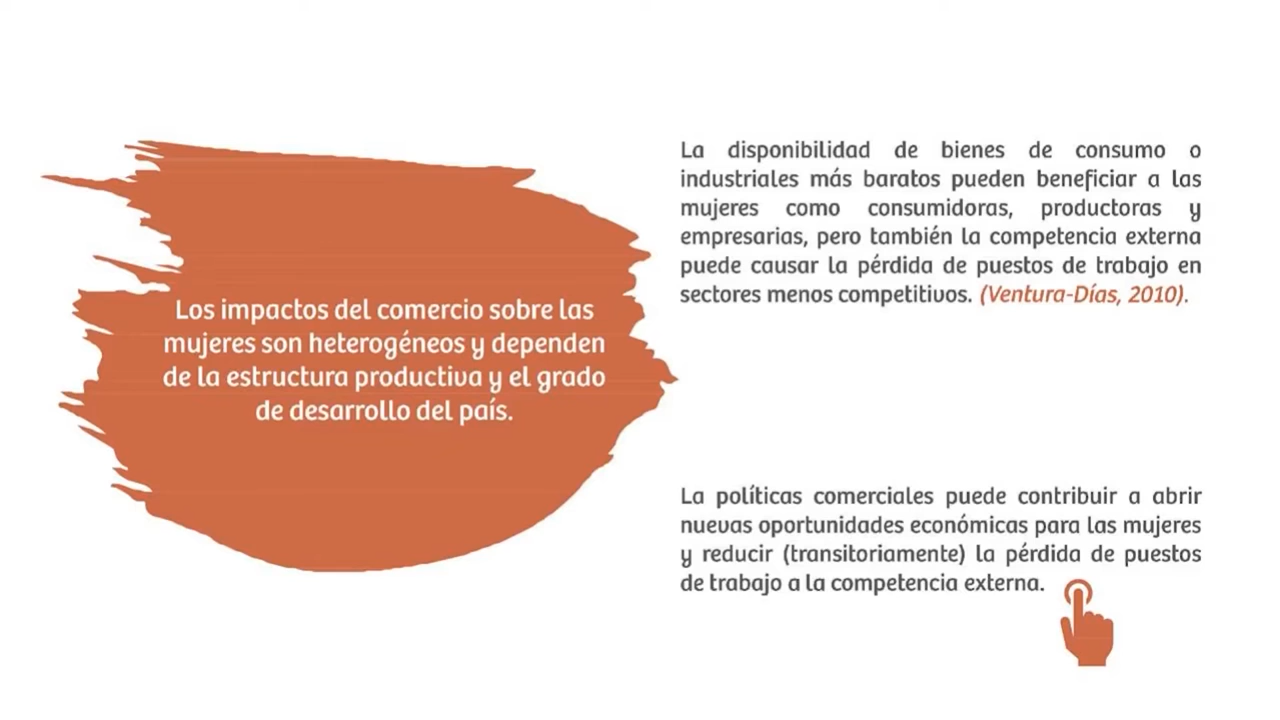 Los impactos del comercio sobre las
mujeres son heterogéneos y dependen
de la estructura productiva y el grado
de desarrollo del país.
La disponibilidad de bienes de consumo o
industriales más baratos pueden beneficiar a las
mujeres como consumidoras, productoras y
empresarias, pero también la competencia externa
puede causar la pérdida de puestos de trabajo en
sectores menos competitivos. (Ventura-Días, 2010).
La políticas comerciales puede contribuir a abrir
nuevas oportunidades económicas para las mujeres
y reducir (transitoriamente) la pérdida de puestos
de trabajo a la competencia externa.